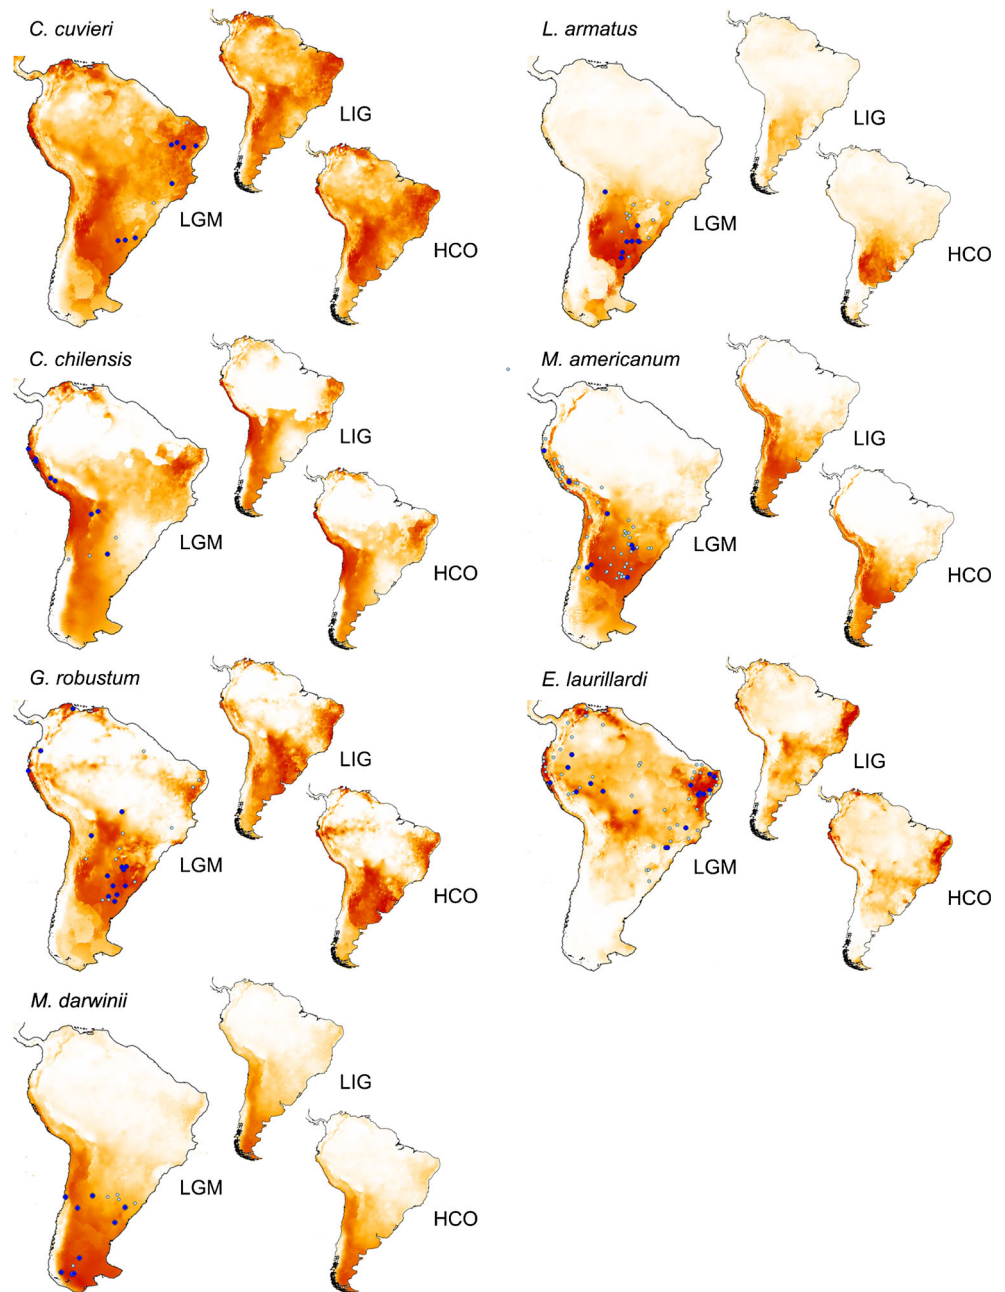 C. cuvieri
LIG
LGM
HCO
L. armatus
LIG
LGM
HCO
C. chilensis
LIG
LGM
HCO
M. americanum
LIG
LGM
HCO
G. robustum
LIG
LGM
HCO
E. laurillardi
LIG
LGM
HCO
M. darwinii
LIG
LGM
HCO